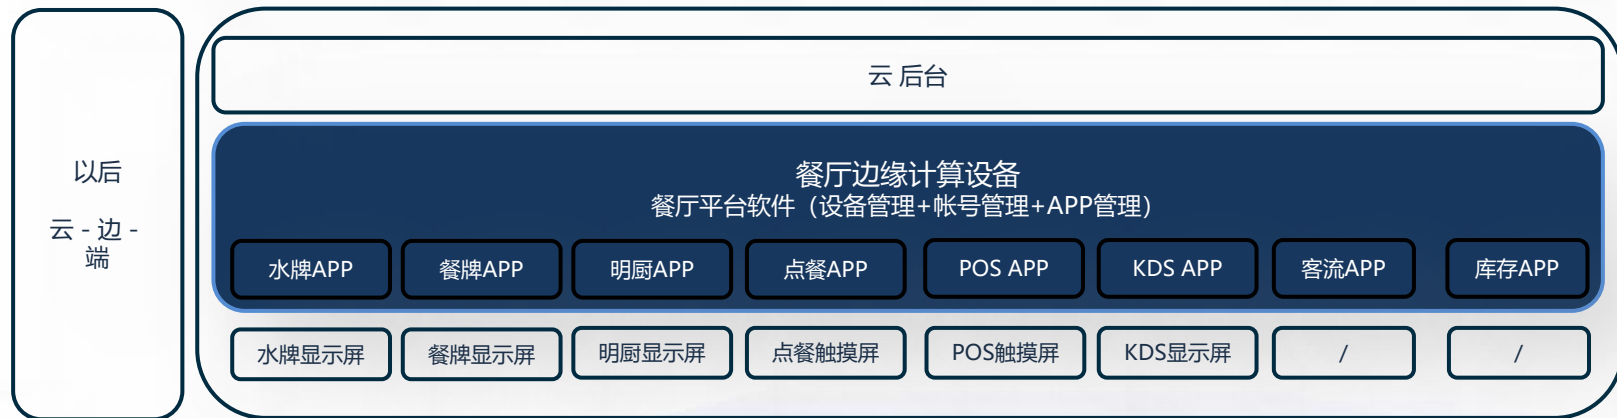 云 后台
以后
云 - 边 -
端
餐厅边缘计算设备
餐厅平台软件（设备管理+帐号管理+APP管理）
水牌APP
餐牌APP
明厨APP
点餐APP
POS APP
KDS APP
客流APP
库存APP
水牌显示屏
餐牌显示屏
明厨显示屏
点餐触摸屏
POS触摸屏
KDS显示屏
/
/